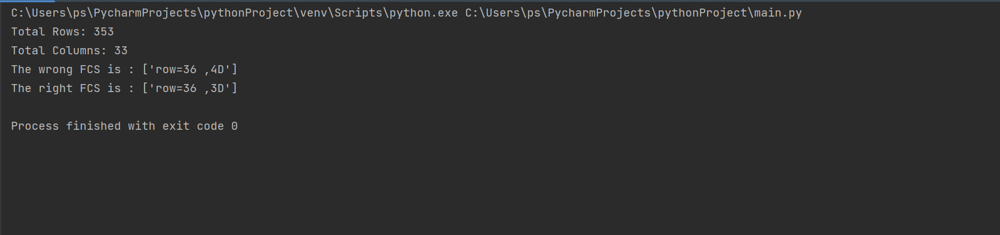 C:\Users\ps\PycharmProjects\pythonProject\venv\Scripts\python.exe C:\Users\ps\PycharmProjects\pythonProject\main.py
Total Rows: 353
Total Columns: 33
The wrong FCS is : ['row=36 ,4D']
The right FCS is : ['row=36 ,3D']
Process finished with exit code 0